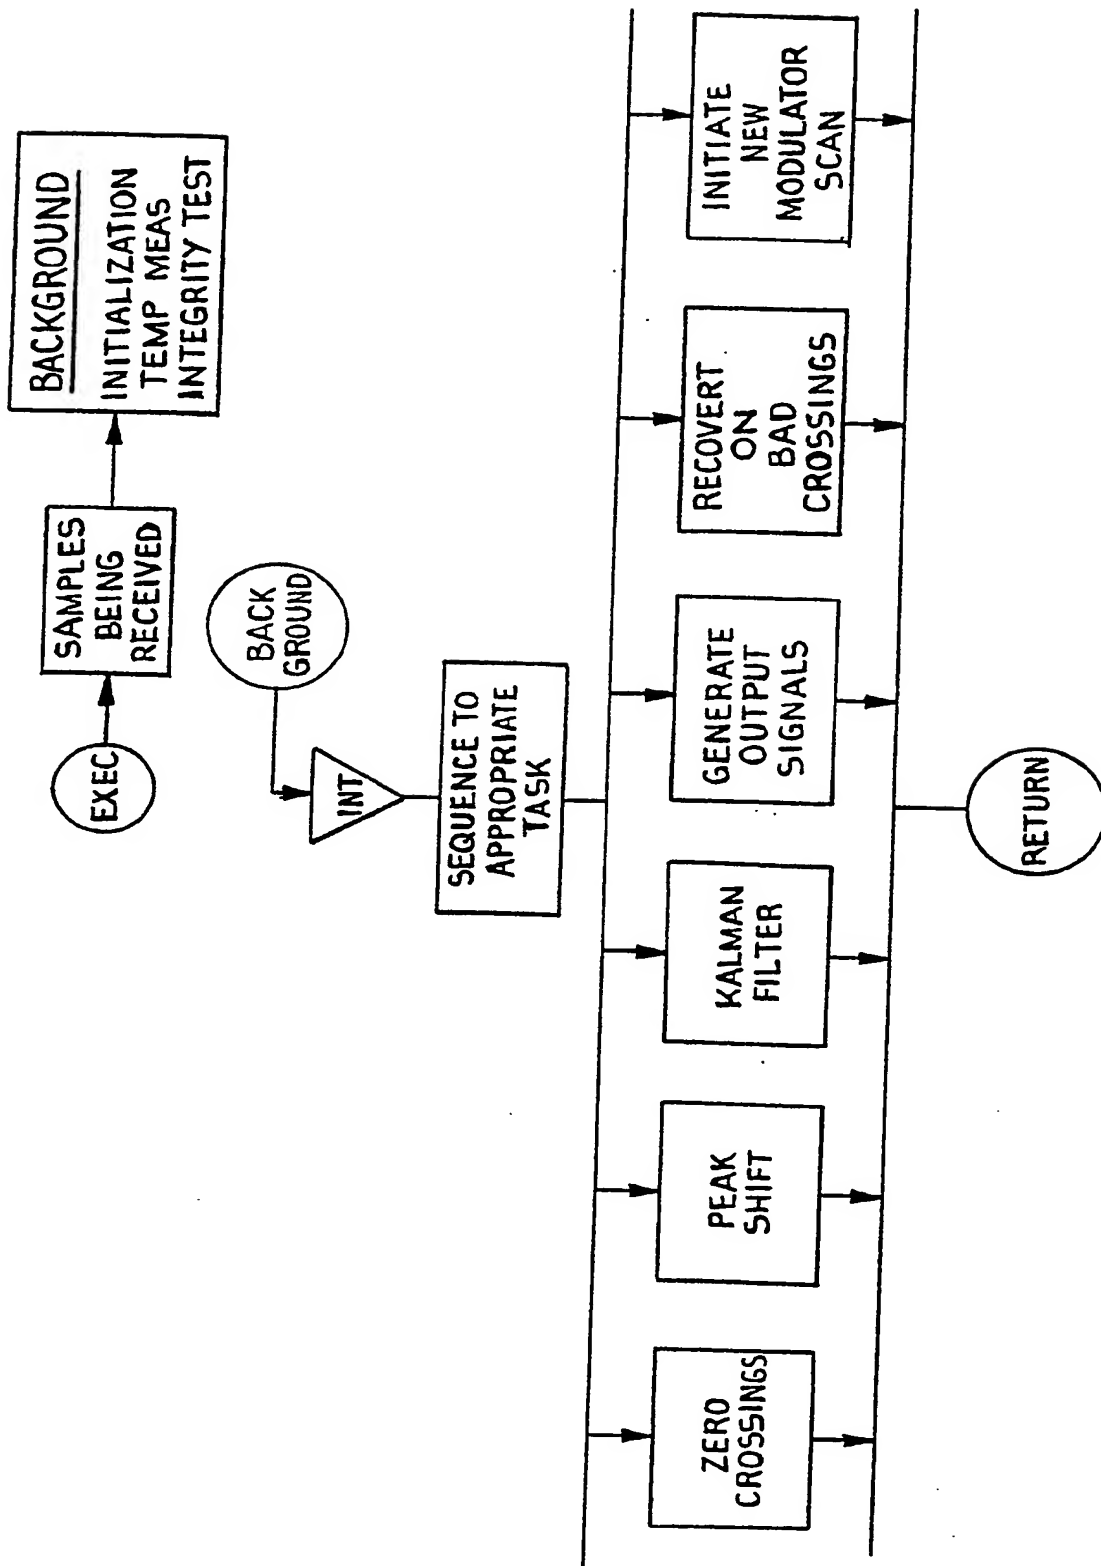 EXEC
SAMPLES
BEING
RECEIVED
BACKGROUND
INITIALIZATION
TEMP MEAS
INTEGRITY TEST
BACK
GROUND
INT
SEQUENCE TO
APPROPRIATE
TASK
ZERO
CROSSINGS
PEAK
SHIFT
KALMAN
FILTER
GENERATE
OUTPUT
SIGNALS
RECOVERT
ON
BAD
CROSSINGS
INITIATE
NEW
MODULATOR
SCAN
RETURN